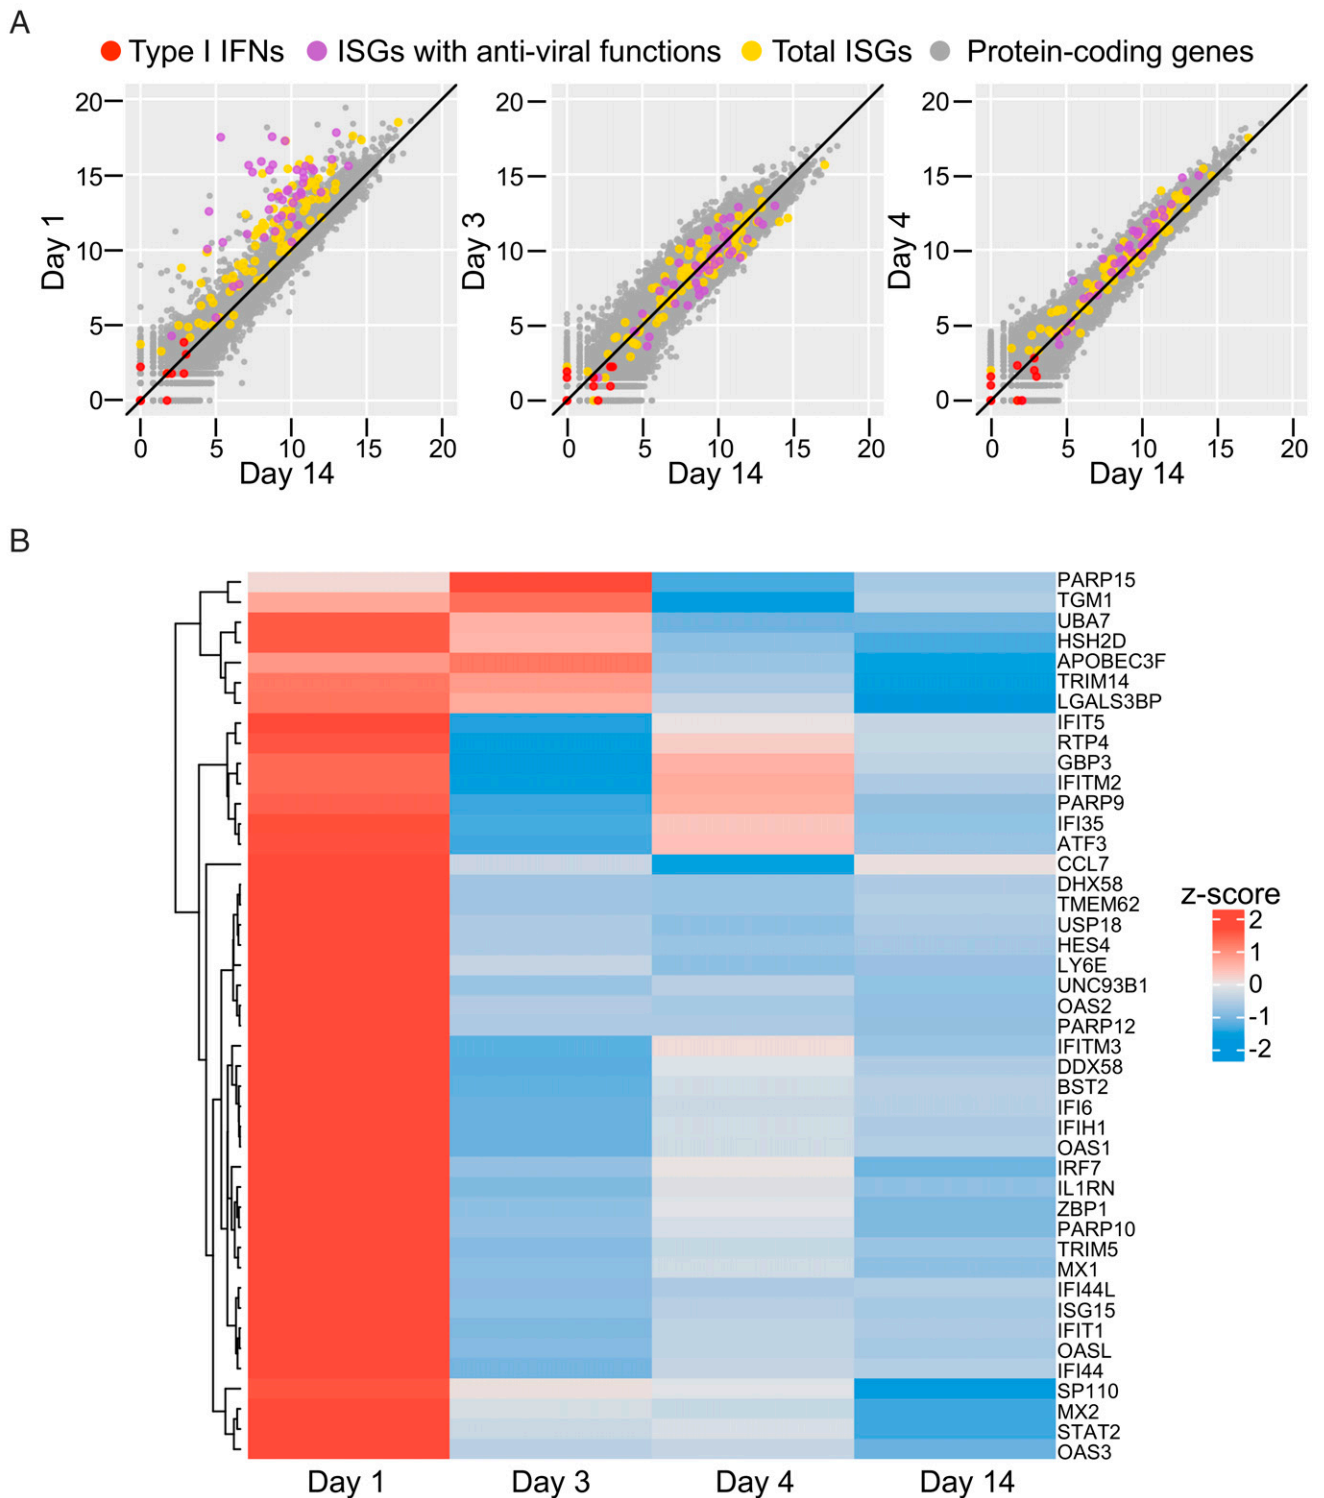 A
Type I IFNs ISGs with anti-viral functions Total ISGs Protein-coding genes
20 15 10 5 0
Day 1
0 5 10 15 20
Day 14
20 15 10 5 0
Day 3
0 5 10 15 20
Day 14
20 15 10 5 0
Day 4
0 5 10 15 20
Day 14
B
PARP15
TGM1
UBA7
HSH2D
APOBEC3F
TRIM14
LGALS3BP
IFIT5
RTP4
GBP3
IFITM2
PARP9
IFI35
ATF3
CCL7
DHX58
TMEM62
USP18
HES4
LY6E
UNC93B1
OAS2
PARP12
IFITM3
DDX58
BST2
IFI6
IFIH1
OAS1
IRF7
IL1RN
ZBP1
PARP10
TRIM5
MX1
IFI44L
ISG15
IFIT1
OASL
IFI44
SP110
MX2
STAT2
OAS3
z-score
2
1
0
-1
-2
Day 1 Day 3 Day 4 Day 14